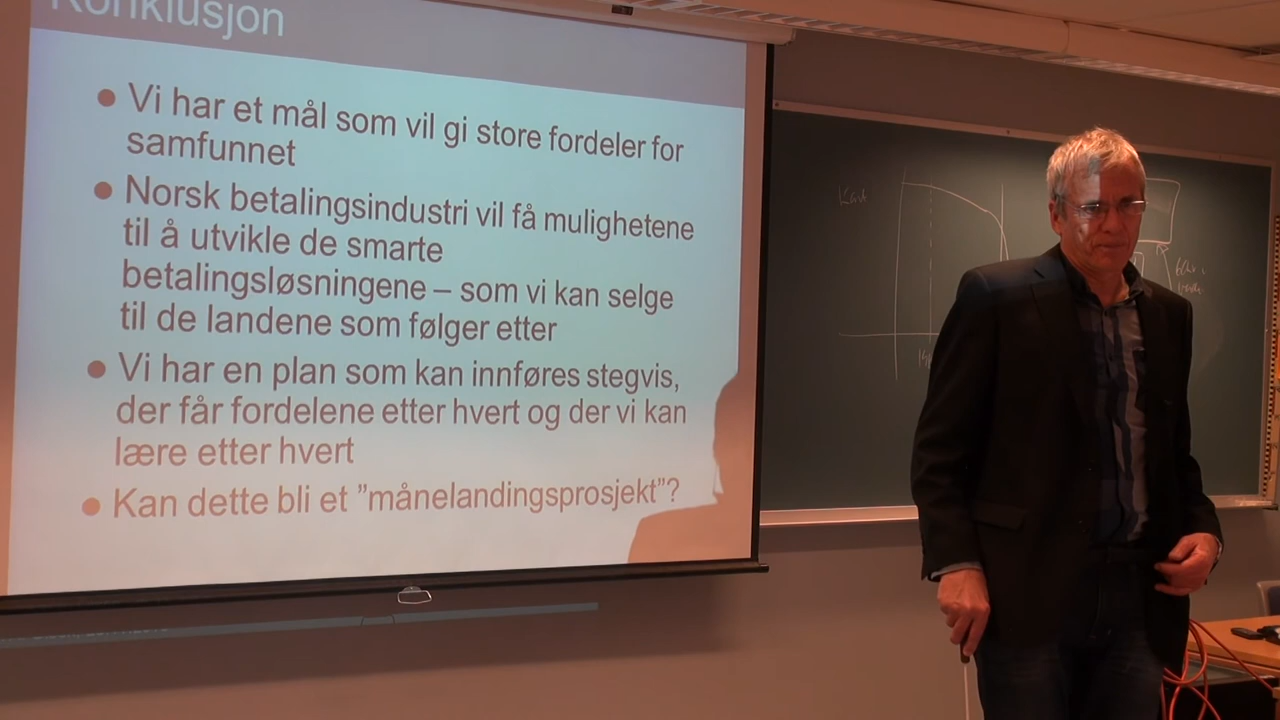 Konklusjon
Vi har et mål som vil gi store fordeler for
samfunnet
Norsk betalingsindustri vil få mulighetene
til å utvikle de smarte
betalingsløsningene – som vi kan selge
til de landene som følger etter
Vi har en plan som kan innføres stegvis,
der får fordelene etter hvert og der vi kan
lære etter hvert
Kan dette bli et ”månelandingsprosjekt”?